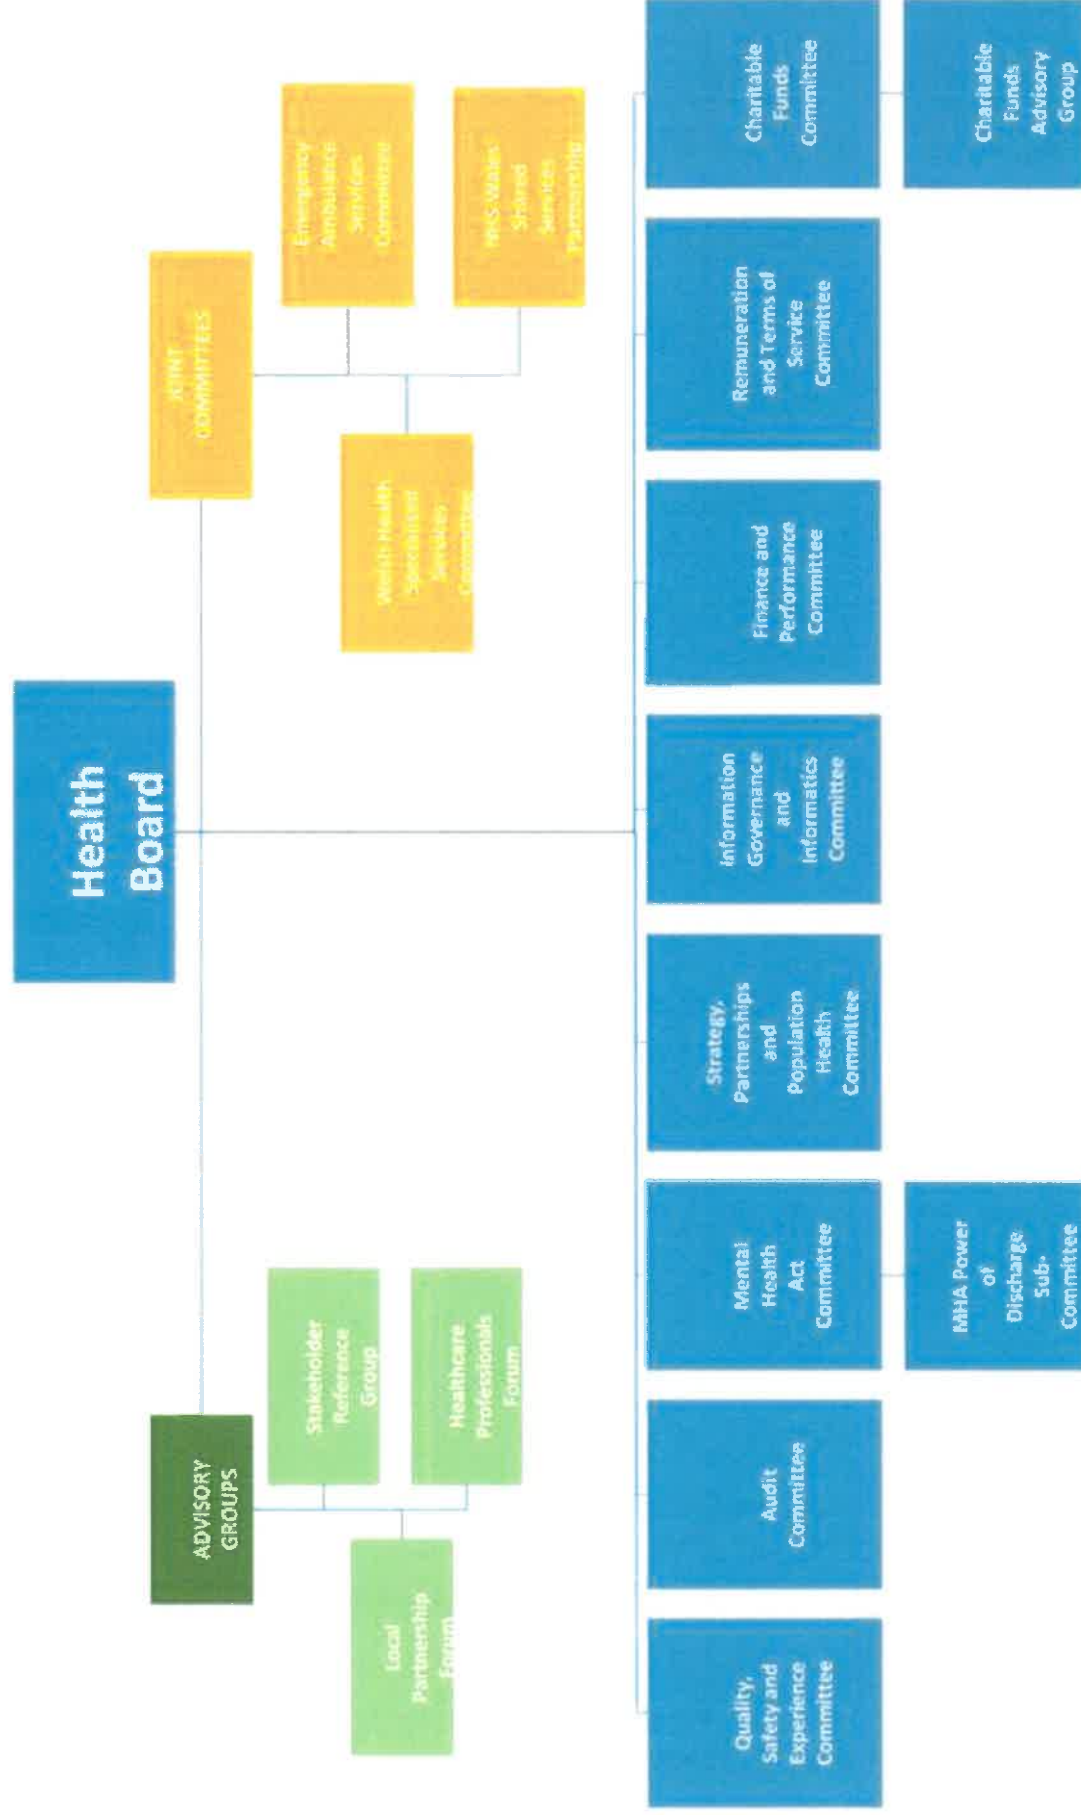 Health
Board
ADVISORY
GROUPS
JOINT
COMMITTEES
Stakeholder
Reference
Group
Local
Partnership
Forum
Healthcare
Professionals
Forum
Emergency
Ambulance
Services
Committee
Welsh Health
Specialised
Services
Committee
NHS Wales
Shared
Services
Partnership
Quality,
Safety and
Experience
Committee
Audit
Committee
Mental
Health
Act
Committee
Strategy,
Partnerships
and
Population
Health
Committee
Information
Governance
and
Informatics
Committee
Finance and
Performance
Committee
Remuneration
and Terms of
Service
Committee
Charitable
Funds
Committee
MHA Power
of
Discharge
Sub-
Committee
Charitable
Funds
Advisory
Group